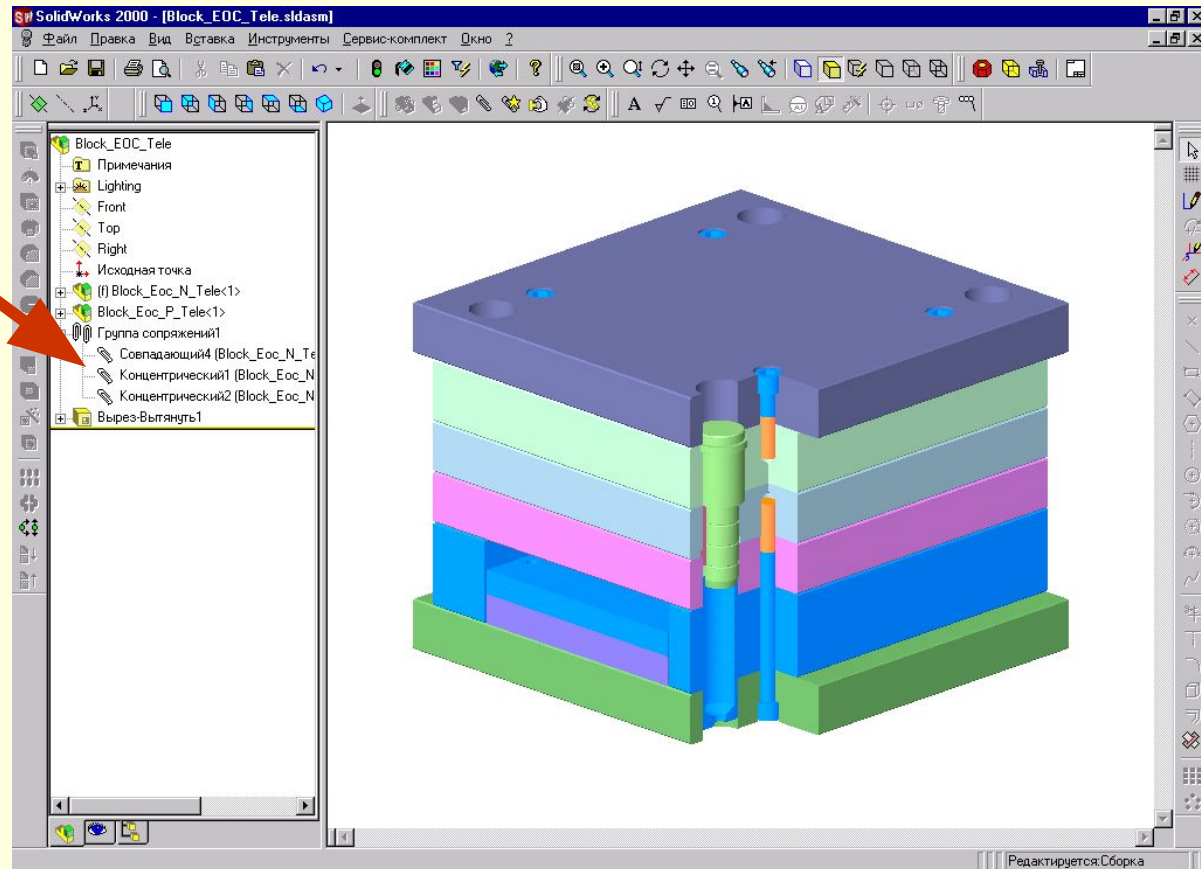 SolidWorks 2000 - [Block_EOC_Tele.sldasm]
Файл Правка Вид Вставка Инструменты Сервис-комплект Окно ?
Block_EOC_Tele
Примечания
Lighting
Front
Top
Right
Исходная точка
(f) Block_Eoc_N_Tele<1>
Block_Eoc_P_Tele<1>
Группа сопряжений1
Совпадающий4 (Block_Eoc_N_Te
Концентрический1 (Block_Eoc_N
Концентрический2 (Block_Eoc_N
Вырез-Вытянуть1
Редактируется:Сборка